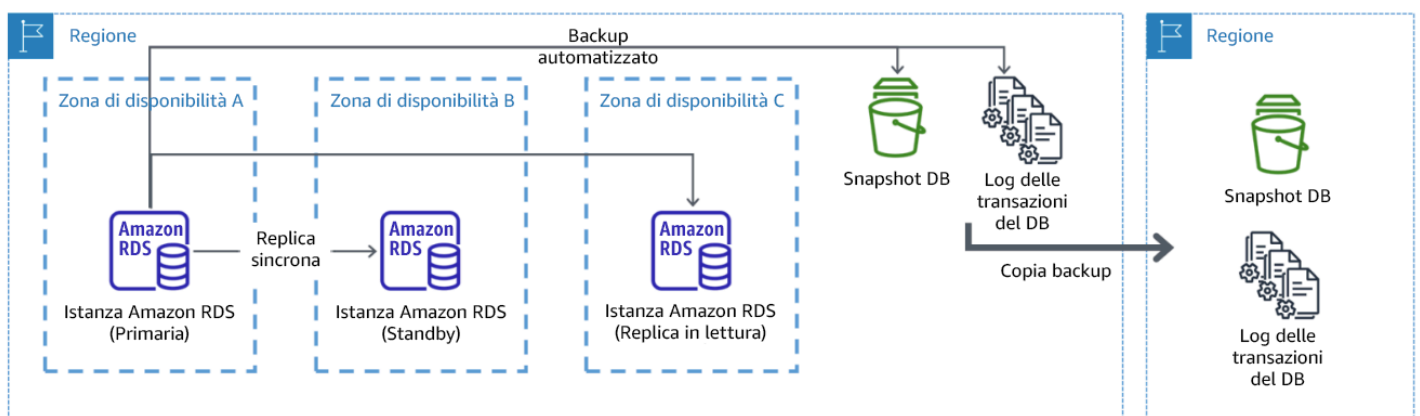 Regione
Backup
automatizzato
Regione
Zona di disponibilità A
Zona di disponibilità B
Zona di disponibilità C
Snapshot DB
Log delle
transazioni
del DB
Snapshot DB
Amazon
RDS
Replica
sincrona
Amazon
RDS
Amazon
RDS
Copia backup
Istanza Amazon RDS
(Primaria)
Istanza Amazon RDS
(Standby)
Istanza Amazon RDS
(Replica in lettura)
Log delle
transazioni
del DB